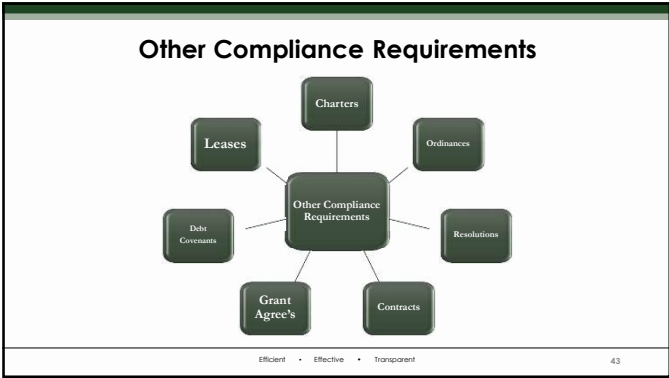 Other Compliance Requirements
Charters
Leases
Ordinances
Other Compliance
Requirements
Debt
Covenants
Resolutions
Grant
Agree's
Contracts
Efficient • Effective • Transparent
43